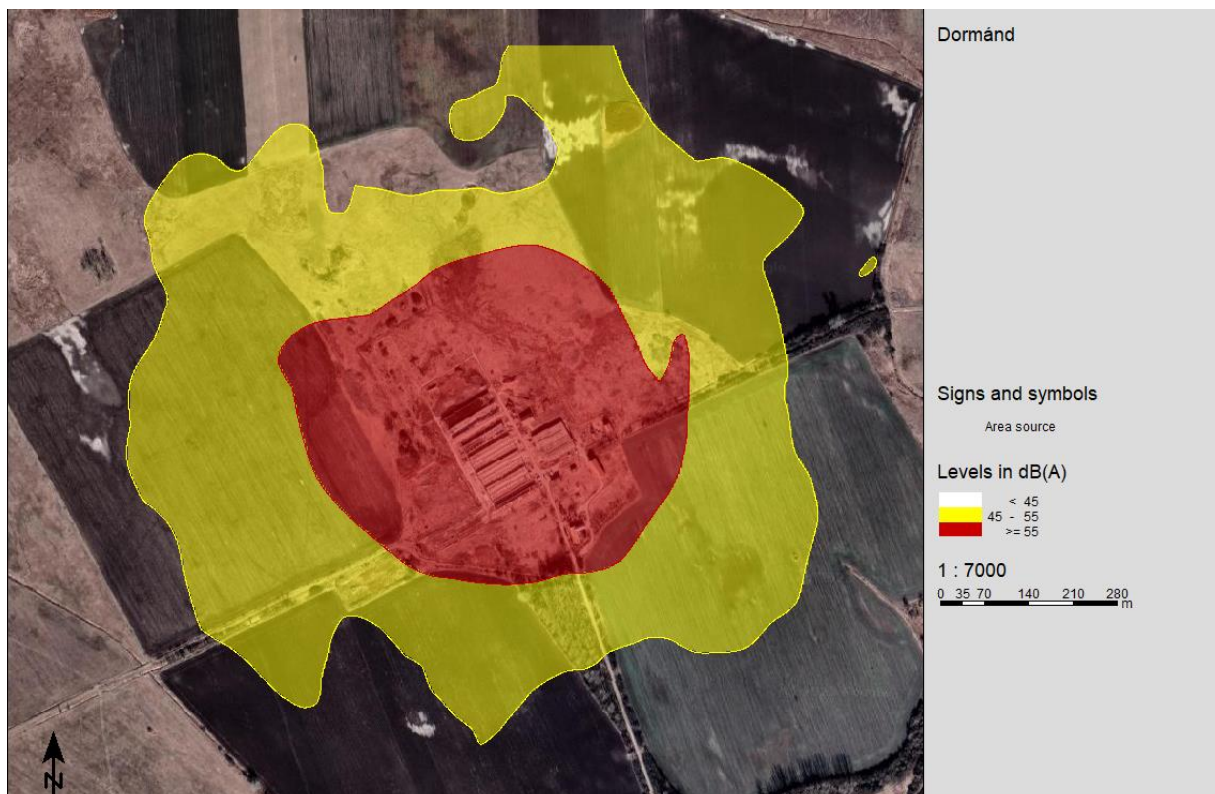 Dormánd
Signs and symbols
Area source
Levels in dB(A)
< 45
45 - 55
>= 55
1 : 7000
0 35 70 140 210 280
m
N